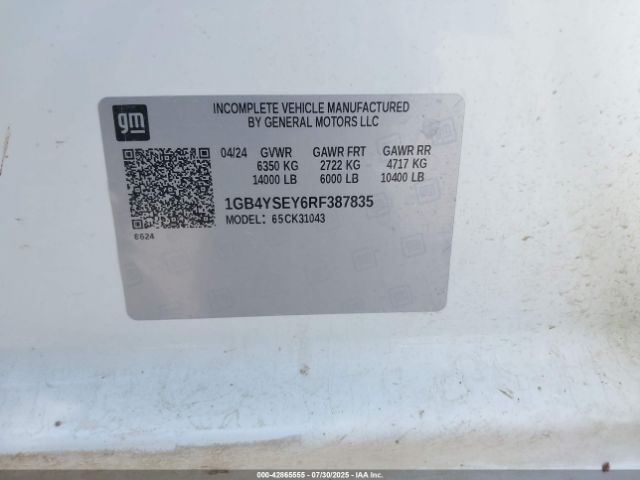 gm
INCOMPLETE VEHICLE MANUFACTURED
BY GENERAL MOTORS LLC
04/24 GVWR GAWR FRT GAWR RR
6350 KG 2722 KG 4717 KG
14000 LB 6000 LB 10400 LB
1GB4YSEY6RF387835
MODEL: 65CK31043
E624
000-42865555 | 07/30/2025 | IAA Inc.